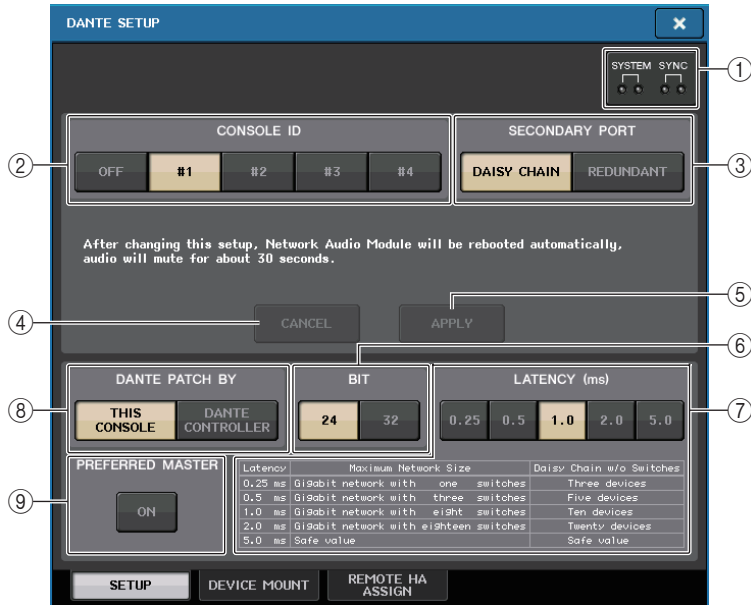 DANTE SETUP
×
SYSTEM SYNC
①
CONSOLE ID
SECONDARY PORT
②
OFF #1 #2 #3 #4
DAISY CHAIN REDUNDANT
③
After changing this setup, Network Audio Module will be rebooted automatically,
audio will mute for about 30 seconds.
④
CANCEL
APPLY
⑤
⑥
DANTE PATCH BY
BIT
LATENCY (ms)
⑧
THIS CONSOLE
DANTE CONTROLLER
24 32
0.25 0.5 1.0 2.0 5.0
⑦
PREFERRED MASTER
⑨
ON
Latency Maximum Network Size Daisy Chain w/o Switches
0.25 ms Gigabit network with one switches Three devices
0.5 ms Gigabit network with three switches Five devices
1.0 ms Gigabit network with eight switches Ten devices
2.0 ms Gigabit network with eighteen switches Twenty devices
5.0 ms Safe value Safe value
SETUP
DEVICE MOUNT
REMOTE HA
ASSIGN